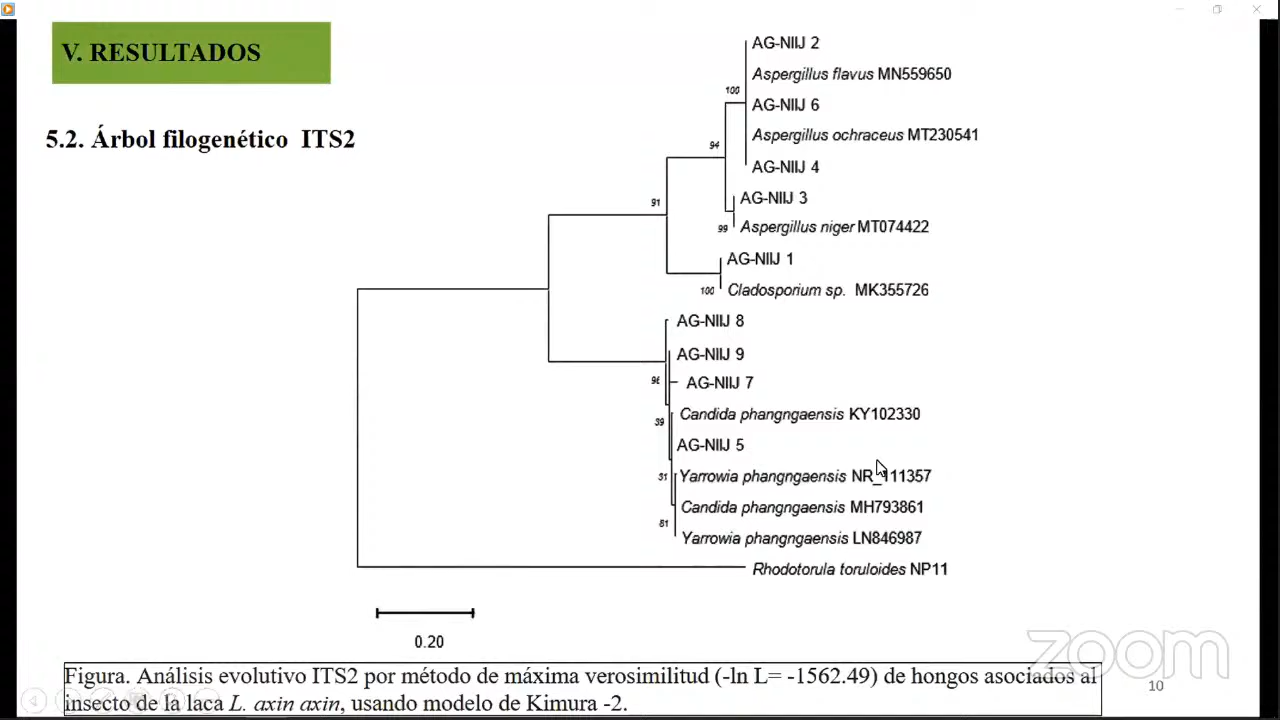 V. RESULTADOS
5.2. Árbol filogenético ITS2
AG-NIIJ 2
Aspergillus flavus MN559650
100
AG-NIIJ 6
Aspergillus ochraceus MT230541
94
AG-NIIJ 4
AG-NIIJ 3
91
99
Aspergillus niger MT074422
AG-NIIJ 1
100
Cladosporium sp. MK355726
AG-NIIJ 8
AG-NIIJ 9
96
AG-NIIJ 7
Candida phangngaensis KY102330
39
AG-NIIJ 5
31
Yarrowia phangngaensis NR_111357
Candida phangngaensis MH793861
61
Yarrowia phangngaensis LN846987
Rhodotorula toruloides NP11
0.20
zoom
Figura. Análisis evolutivo ITS2 por método de máxima verosimilitud (-ln L= -1562.49) de hongos asociados al
insecto de la laca L. axin axin, usando modelo de Kimura -2.
10